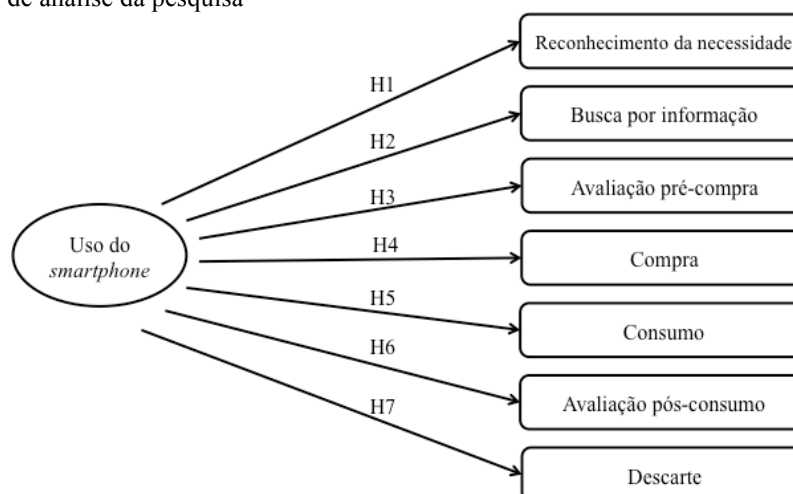 de análise da pesquisa
Reconhecimento da necessidade
H1
Busca por informação
H2
Avaliação pré-compra
H3
Uso do
smartphone
H4
Compra
H5
Consumo
H6
Avaliação pós-consumo
H7
Descarte